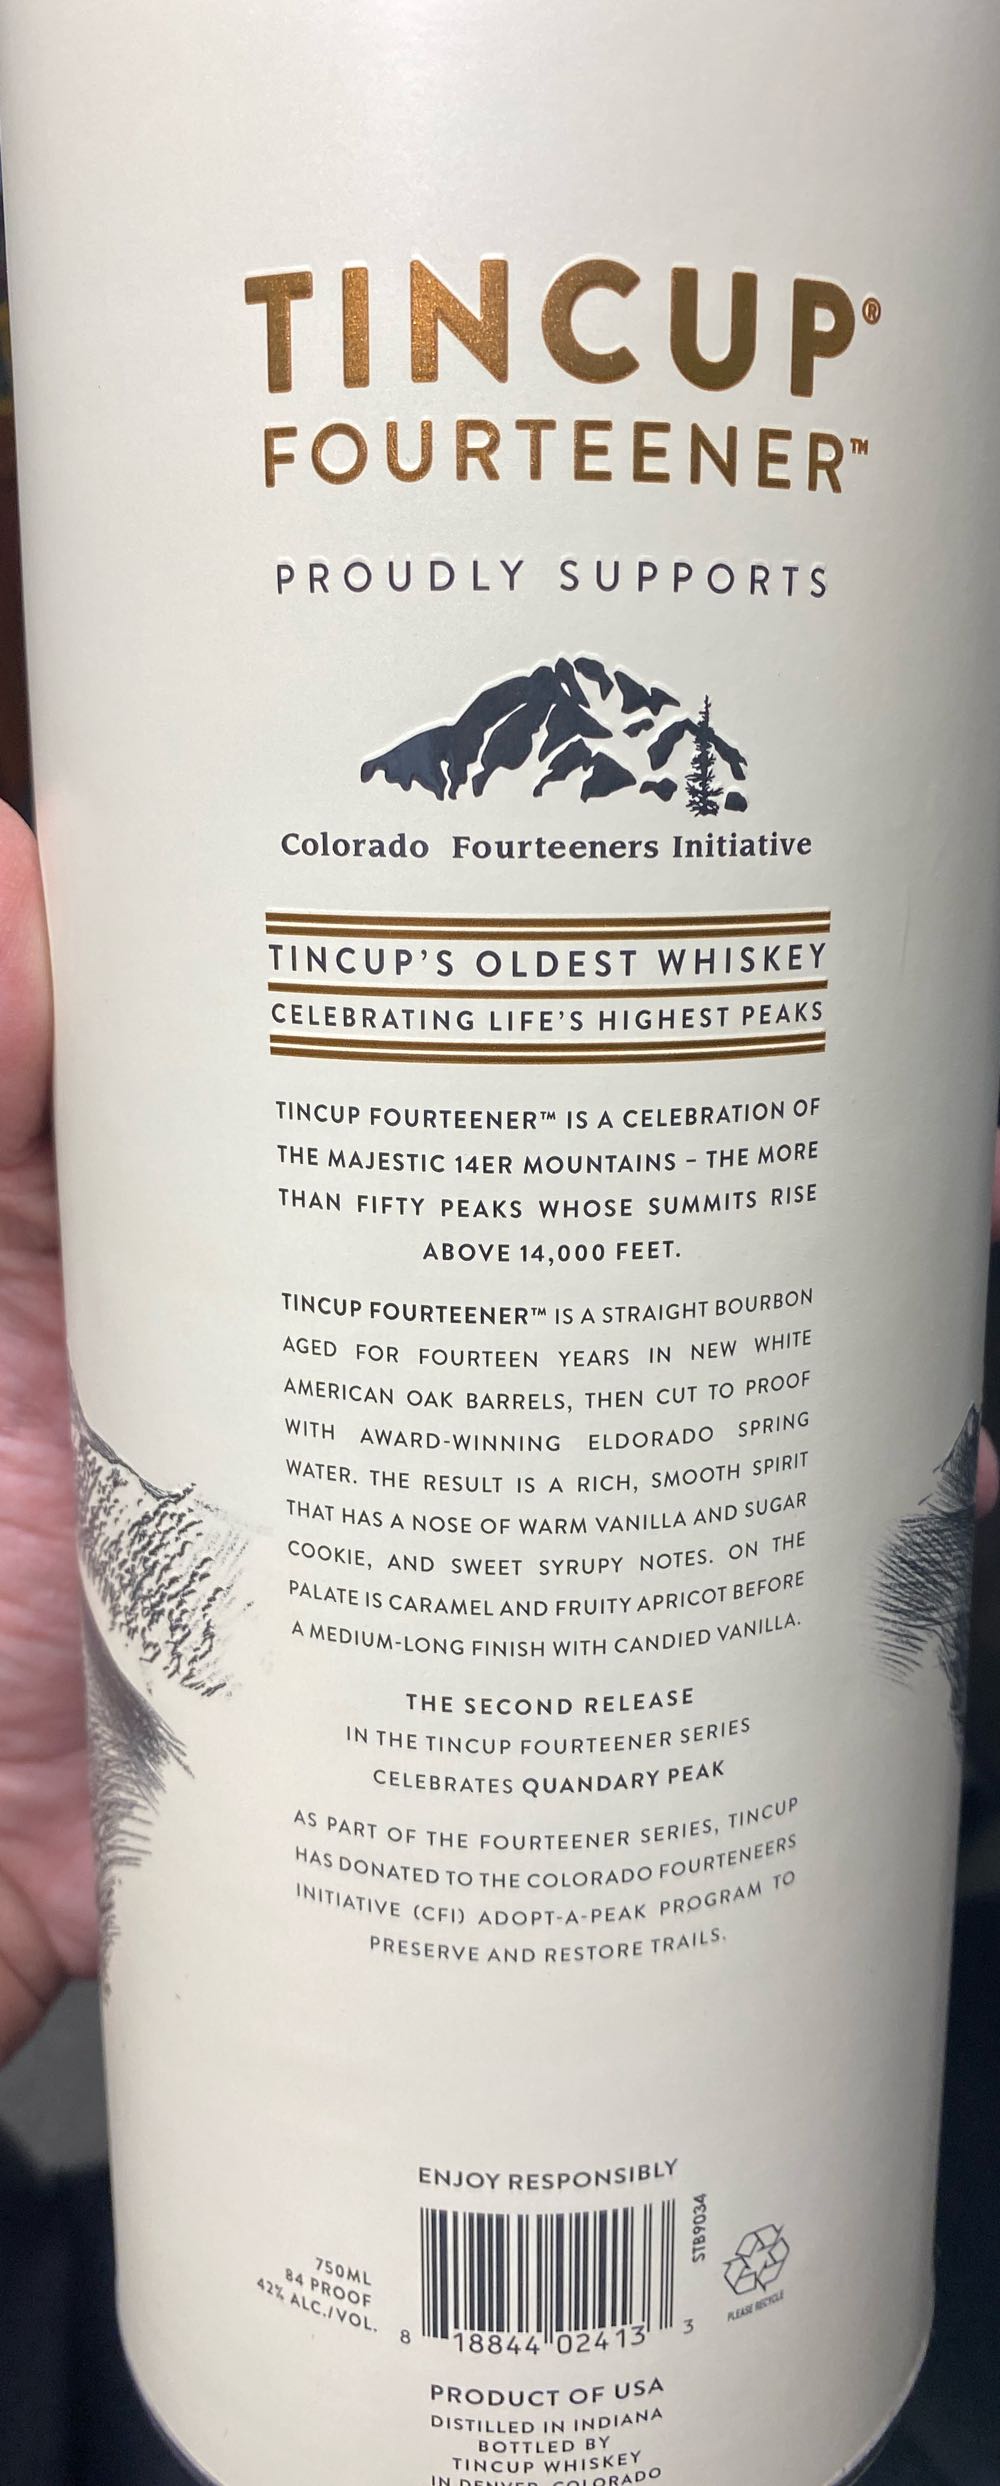 TINCUP®
FOURTEENER™
PROUDLY SUPPORTS
Colorado Fourteeners Initiative
TINCUP'S OLDEST WHISKEY
CELEBRATING LIFE'S HIGHEST PEAKS
TINCUP FOURTEENER™ IS A CELEBRATION OF
THE MAJESTIC 14ER MOUNTAINS – THE MORE
THAN FIFTY PEAKS WHOSE SUMMITS RISE
ABOVE 14,000 FEET.
TINCUP FOURTEENER™ IS A STRAIGHT BOURBON
AGED FOR FOURTEEN YEARS IN NEW WHITE
AMERICAN OAK BARRELS, THEN CUT TO PROOF
WITH AWARD-WINNING ELDORADO SPRING
WATER. THE RESULT IS A RICH, SMOOTH SPIRIT
THAT HAS A NOSE OF WARM VANILLA AND SUGAR
COOKIE, AND SWEET SYRUPY NOTES. ON THE
PALATE IS CARAMEL AND FRUITY APRICOT BEFORE
A MEDIUM-LONG FINISH WITH CANDIED VANILLA.
THE SECOND RELEASE
IN THE TINCUP FOURTEENER SERIES
CELEBRATES QUANDARY PEAK
AS PART OF THE FOURTEENER SERIES, TINCUP
HAS DONATED TO THE COLORADO FOURTENEERS
INITIATIVE (CFI) ADOPT-A-PEAK PROGRAM TO
PRESERVE AND RESTORE TRAILS.
ENJOY RESPONSIBLY
750ML
84 PROOF
42% ALC./VOL.
8 18844 02413 3
STB9034
PLEASE RECYCLE
PRODUCT OF USA
DISTILLED IN INDIANA
BOTTLED BY
TINCUP WHISKEY
IN DENVER, COLORADO